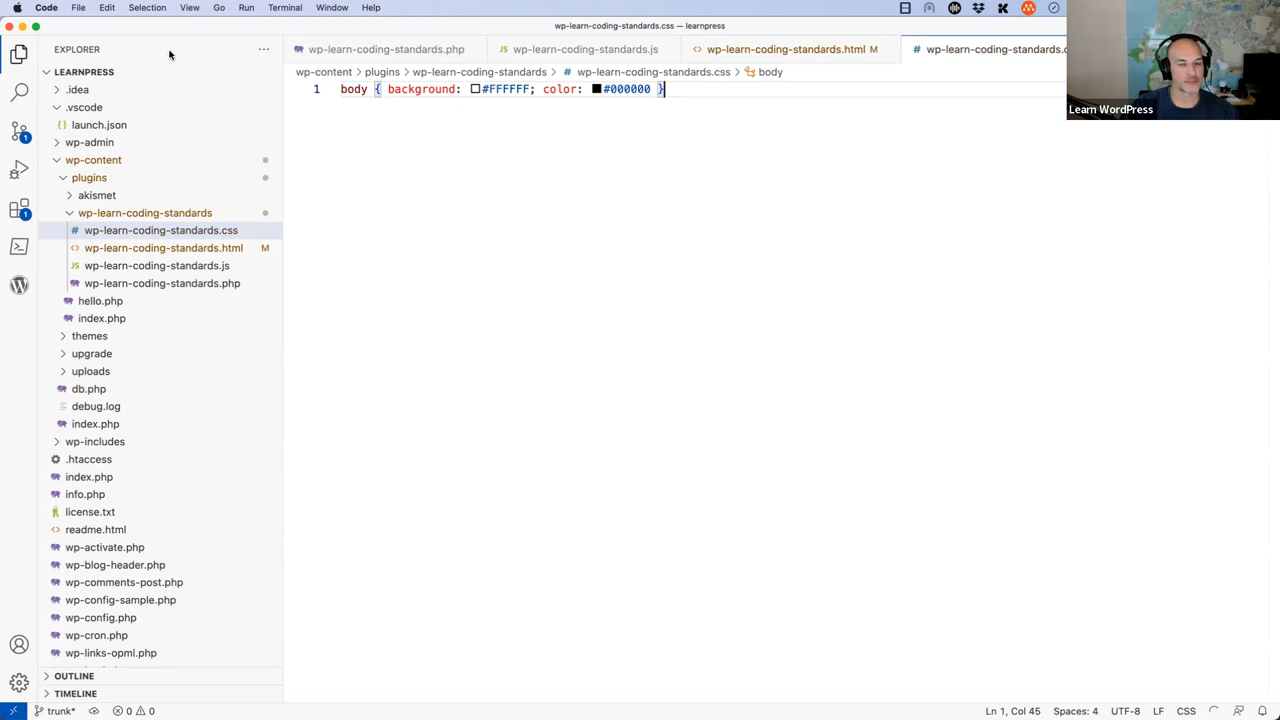 Code File Edit Selection View Go Run Terminal Window Help
wp-learn-coding-standards.css — learnpress
EXPLORER
wp-learn-coding-standards.php
wp-learn-coding-standards.js
wp-learn-coding-standards.html M
wp-learn-coding-standards.c
wp-content > plugins > wp-learn-coding-standards > # wp-learn-coding-standards.css > body
1 body { background: #FFFFFF; color: #000000 }
LEARNPRESS
.idea
.vscode
{} launch.json
wp-admin
wp-content
plugins
akismet
wp-learn-coding-standards
# wp-learn-coding-standards.css
<> wp-learn-coding-standards.html M
JS wp-learn-coding-standards.js
wp-learn-coding-standards.php
hello.php
index.php
themes
upgrade
uploads
db.php
debug.log
index.php
wp-includes
.htaccess
index.php
info.php
license.txt
<> readme.html
wp-activate.php
wp-blog-header.php
wp-comments-post.php
wp-config-sample.php
wp-config.php
wp-cron.php
wp-links-opml.php
OUTLINE
TIMELINE
1
1
Learn WordPress
trunk* 0 0 Ln 1, Col 45 Spaces: 4 UTF-8 LF CSS